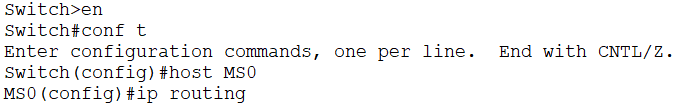 Switch>en
Switch#conf t
Enter configuration commands, one per line.  End with CNTL/Z.
Switch(config)#host MS0
MS0(config)#ip routing